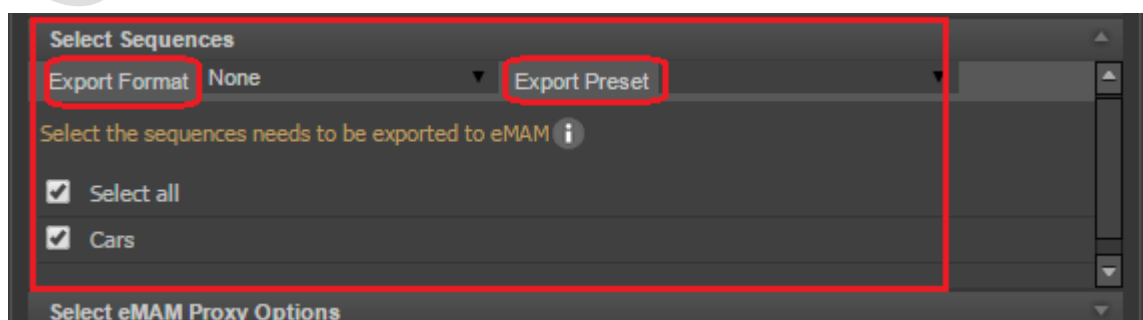 Select Sequences
Export Format None Export Preset
Select the sequences needs to be exported to eMAM i
Select all
Cars
Select eMAM Proxy Options